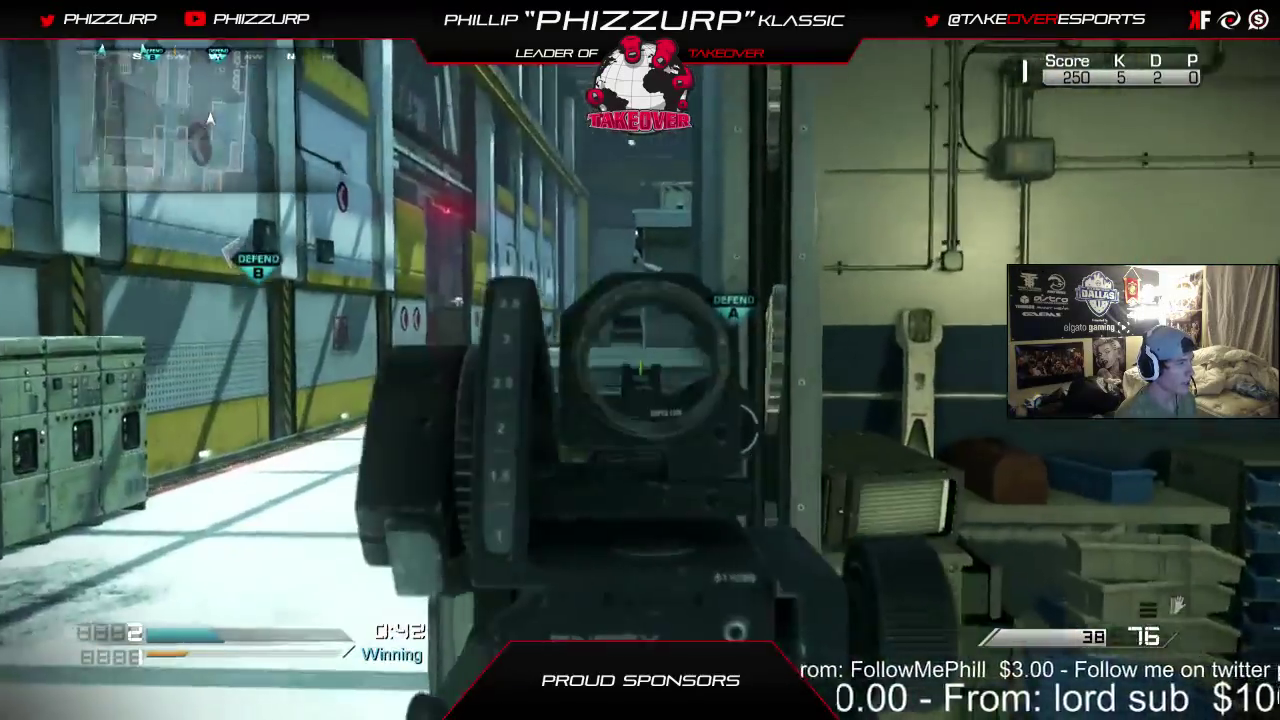 PHIZZURP PHIIZZURP PHILLIP "PHIZZURP" KLASSIC @TAKEOVERESPORTS
LEADER OF TAKEOVER
TAKEOVER
Score K D P
250 5 2 0
DEFEND
B
DEFEND
A
DALLAS
astro
elgato gaming
0:42
Winning
38 76
PROUD SPONSORS
rom: FollowMePhill $3.00 - Follow me on twitter
0.00 - From: lord sub $10